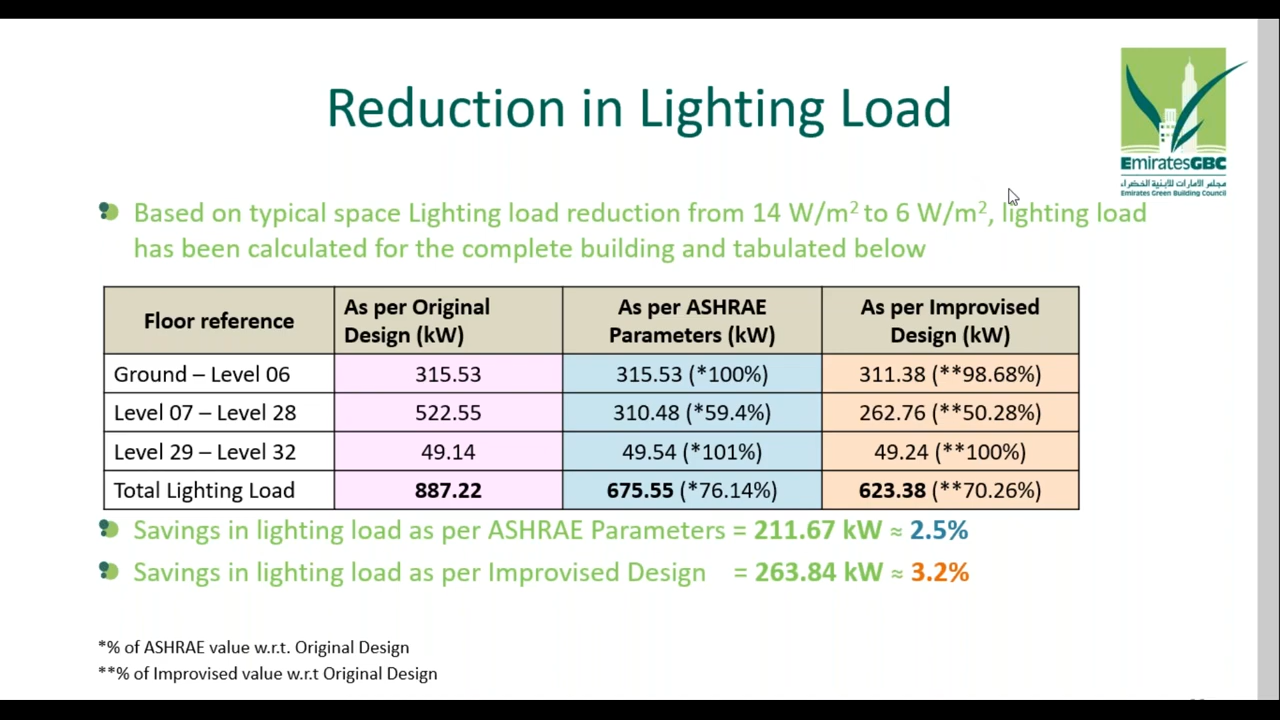 Reduction in Lighting Load
EmiratesGBC
مجلس الامارات للأبنية الخضراء
Emirates Green Building Council
Based on typical space Lighting load reduction from 14 W/m² to 6 W/m², lighting load
has been calculated for the complete building and tabulated below
Floor reference
As per Original
Design (kW)
As per ASHRAE
Parameters (kW)
As per Improvised
Design (kW)
Ground – Level 06 315.53 315.53 (*100%) 311.38 (**98.68%)
Level 07 – Level 28 522.55 310.48 (*59.4%) 262.76 (**50.28%)
Level 29 – Level 32 49.14 49.54 (*101%) 49.24 (**100%)
Total Lighting Load 887.22 675.55 (*76.14%) 623.38 (**70.26%)
Savings in lighting load as per ASHRAE Parameters = 211.67 kW ≈ 2.5%
Savings in lighting load as per Improvised Design = 263.84 kW ≈ 3.2%
*% of ASHRAE value w.r.t. Original Design
**% of Improvised value w.r.t Original Design